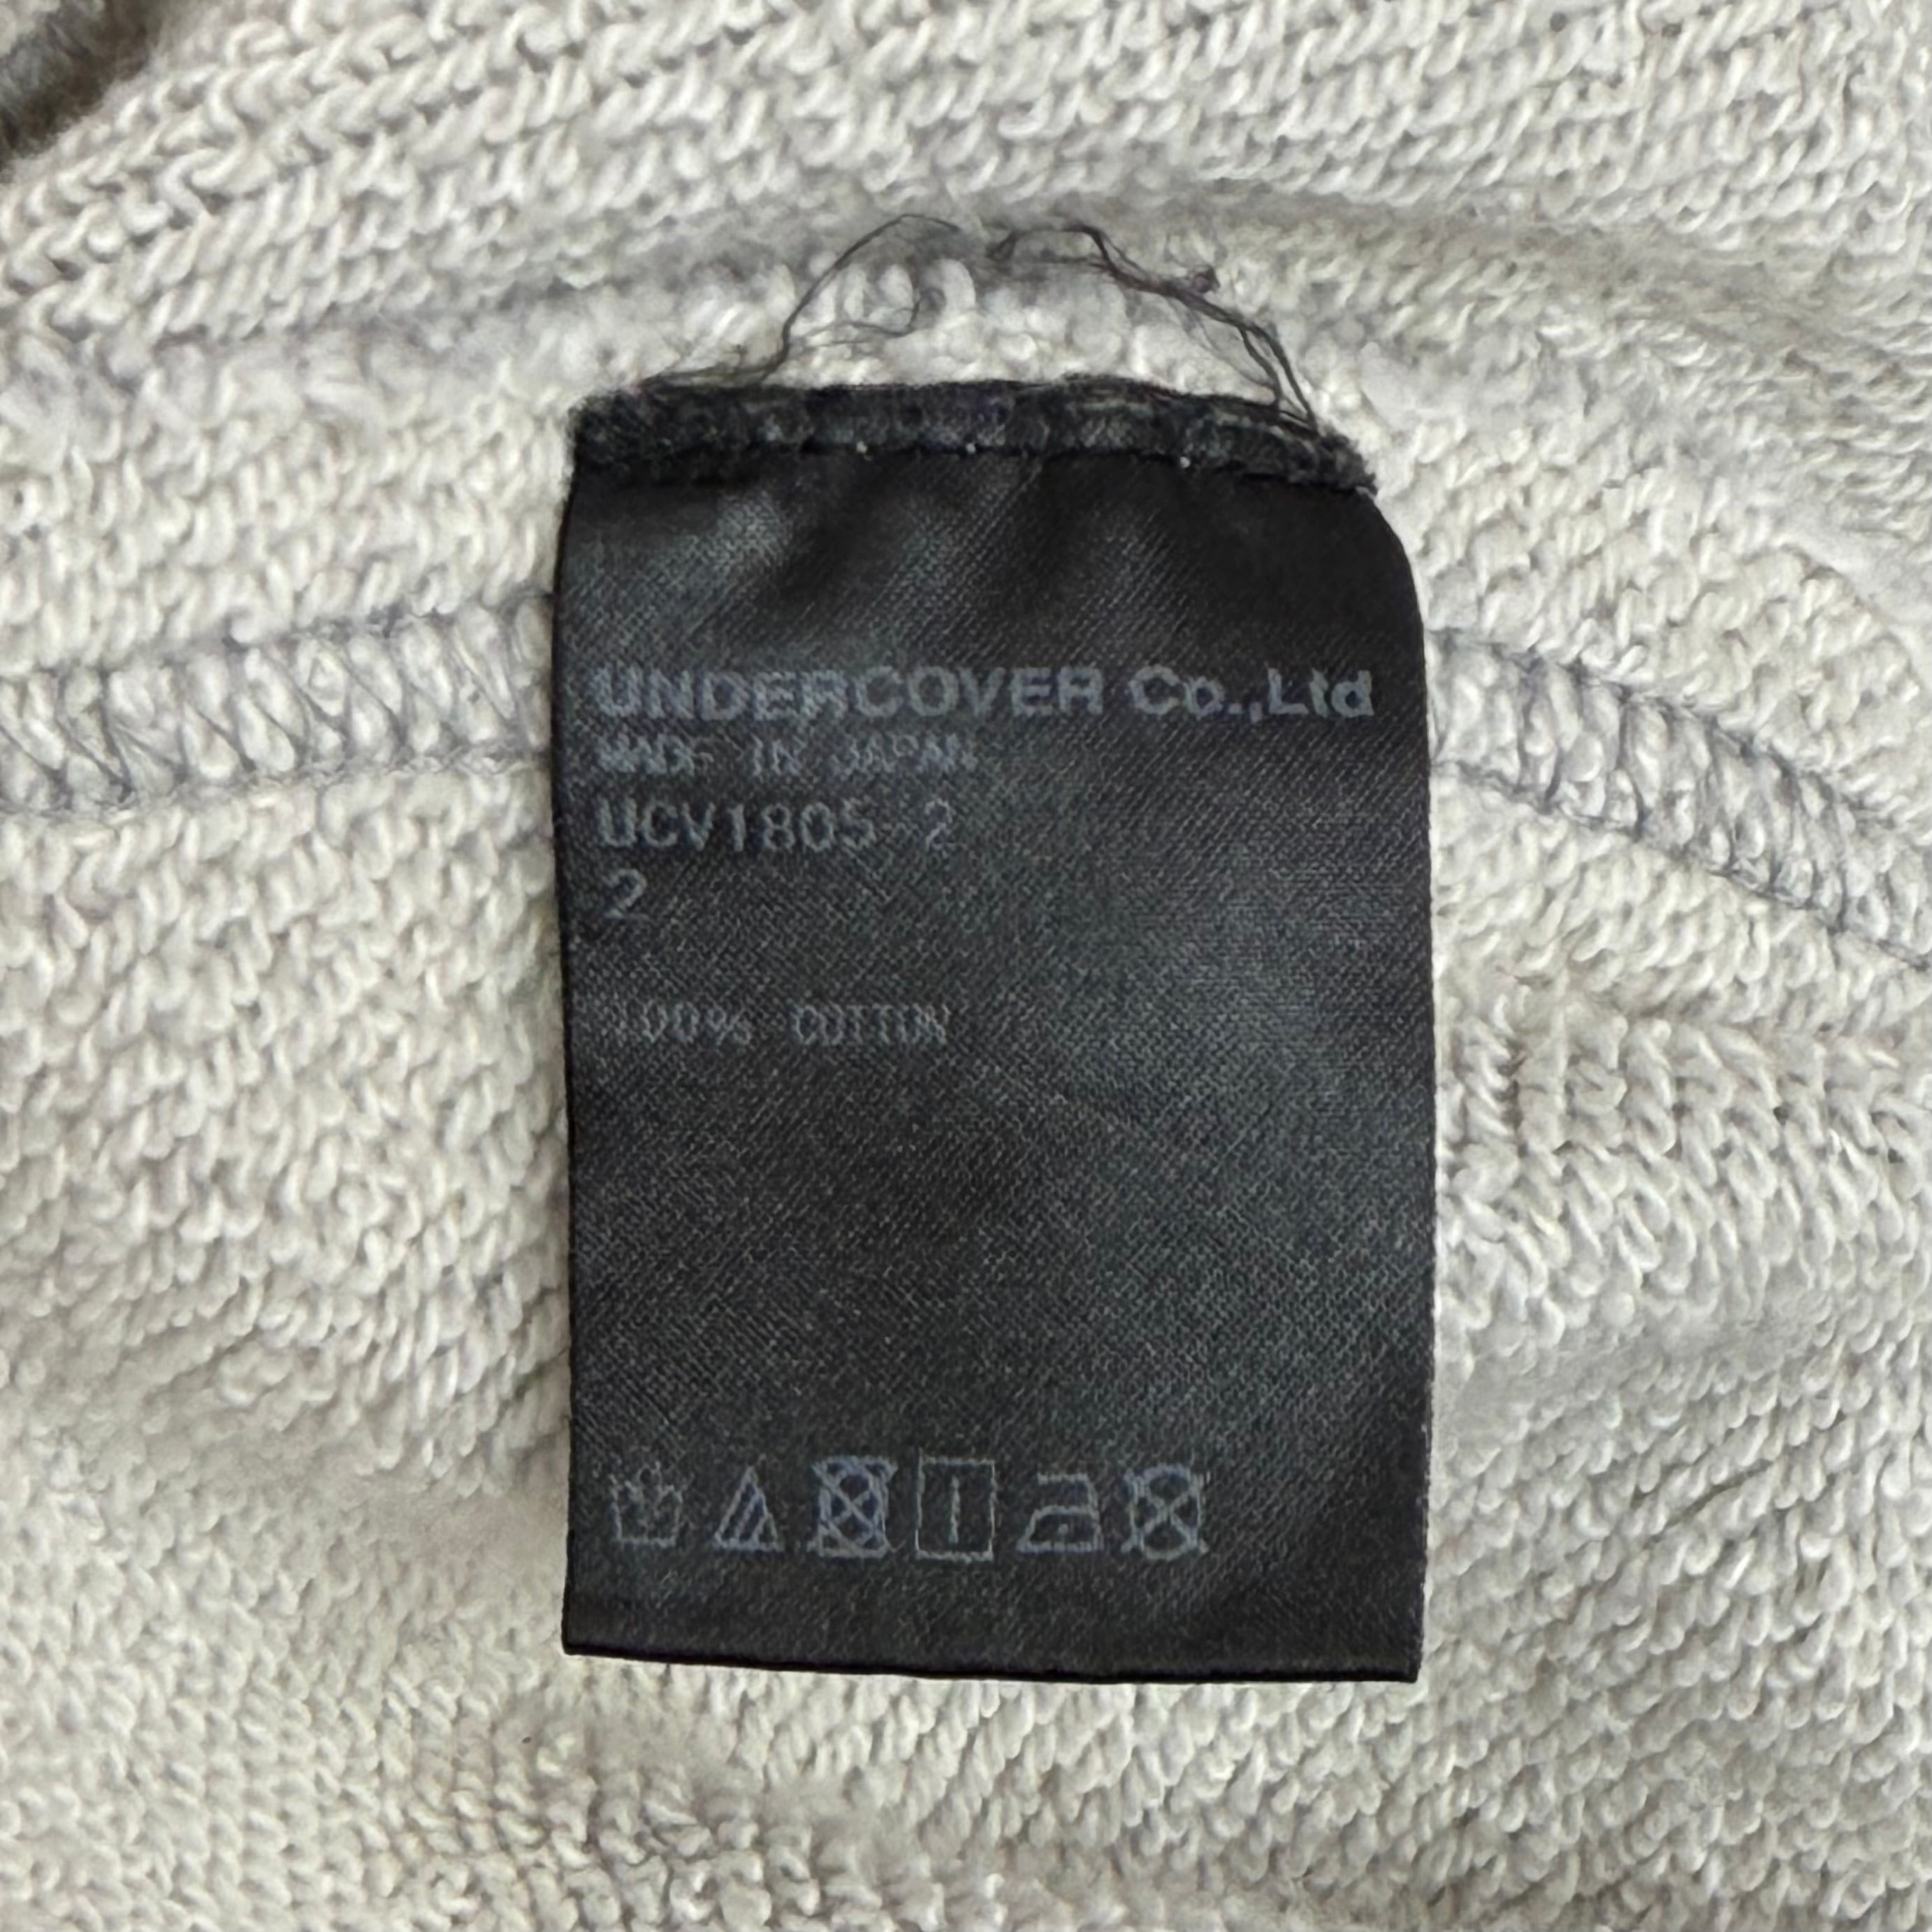 UNDERCOVER Co.,Ltd
MADE IN JAPAN
UCV1805-2
2
100% COTTON